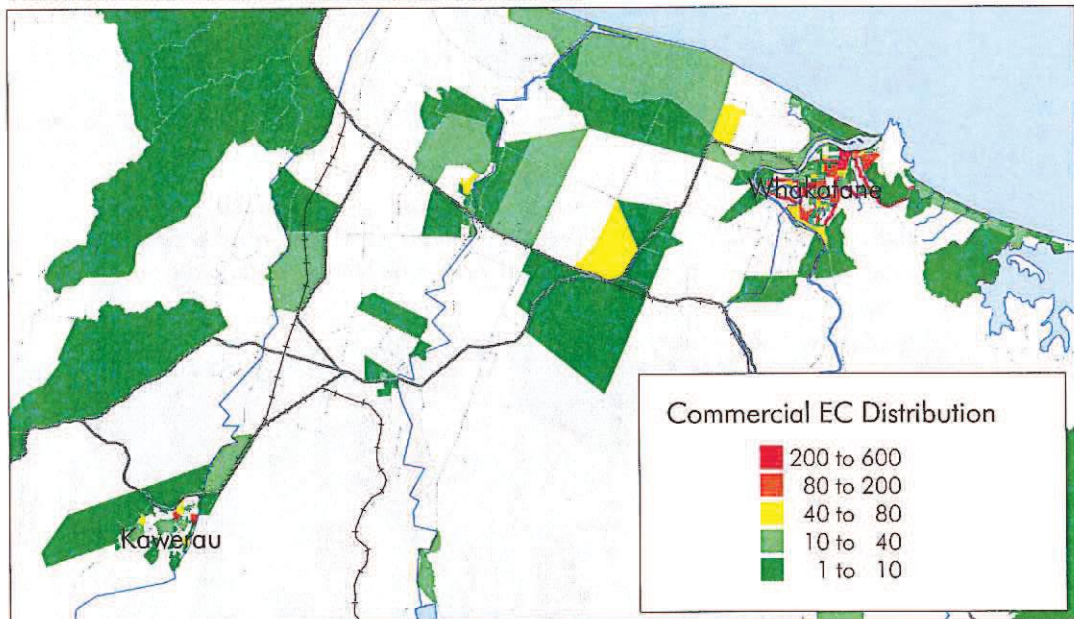 Whakatane
Kawerau
Commercial EC Distribution
200 to 600
80 to 200
40 to 80
10 to 40
1 to 10